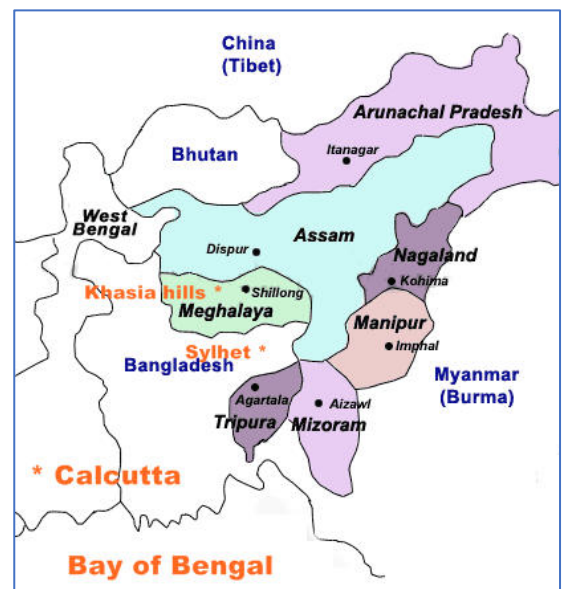 China
(Tibet)
Arunachal Pradesh
Itanagar
Bhutan
West
Bengal
Assam
Dispur
Nagaland
Kohima
Khasia hills *
Shillong
Meghalaya
Manipur
Imphal
Sylhet *
Bangladesh
Myanmar
(Burma)
Agartala
Tripura
Aizawl
Mizoram
* Calcutta
Bay of Bengal